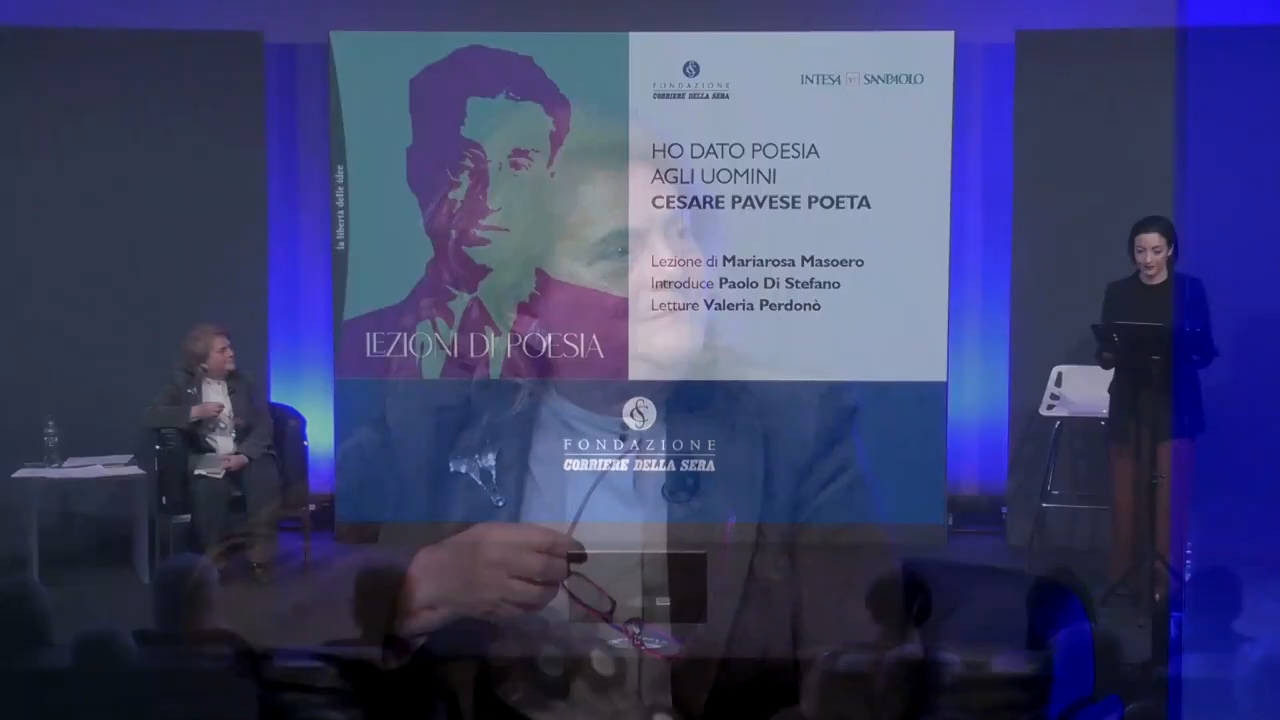 la libertà delle idee
LEZIONI DI POESIA
FONDAZIONE
CORRIERE DELLA SERA
INTESA SANPAOLO
HO DATO POESIA
AGLI UOMINI
CESARE PAVESE POETA
Lezione di Mariarosa Masoero
Introduce Paolo Di Stefano
Letture Valeria Perdonò
FONDAZIONE
CORRIERE DELLA SERA